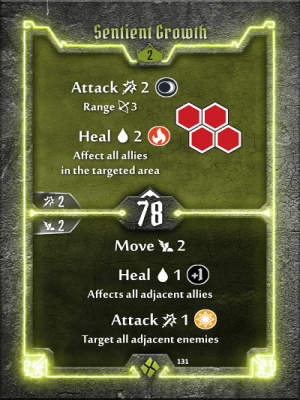 Sentient Growth
2
Attack 2
Range 3
Heal 2
Affect all allies
in the targeted area
2
78
2
Move 2
Heal 1 +1
Affects all adjacent allies
Attack 1
Target all adjacent enemies
131